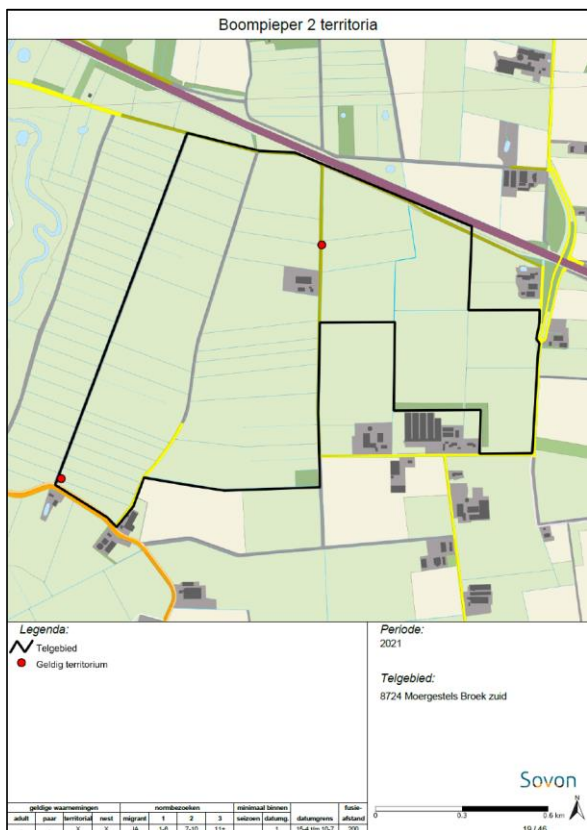 Boompieper 2 territoria
Legenda:
Telgebied
Geldig territorium
Periode:
2021
Telgebied:
8724 Moergestels Broek zuid
Sovon
0 0.3 0.6 km
N
19 / 46
geldige waarnemingen normbezoeken minimaal binnen fusie-
adult paar territorial nest migrant 1 2 3 seizoen datumg. datumgrens afstand
X X JA 1-6 7-10 11+ 1 15-4 t/m 10-7 200